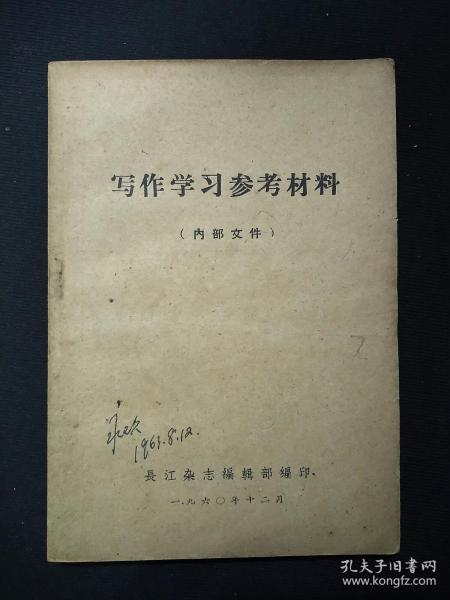 写作学习参考材料
（内部文件）
7
1963.8.12.
長江杂志編輯部編印、
一九六〇年十二月
孔夫子旧书网
www.kongfz.com